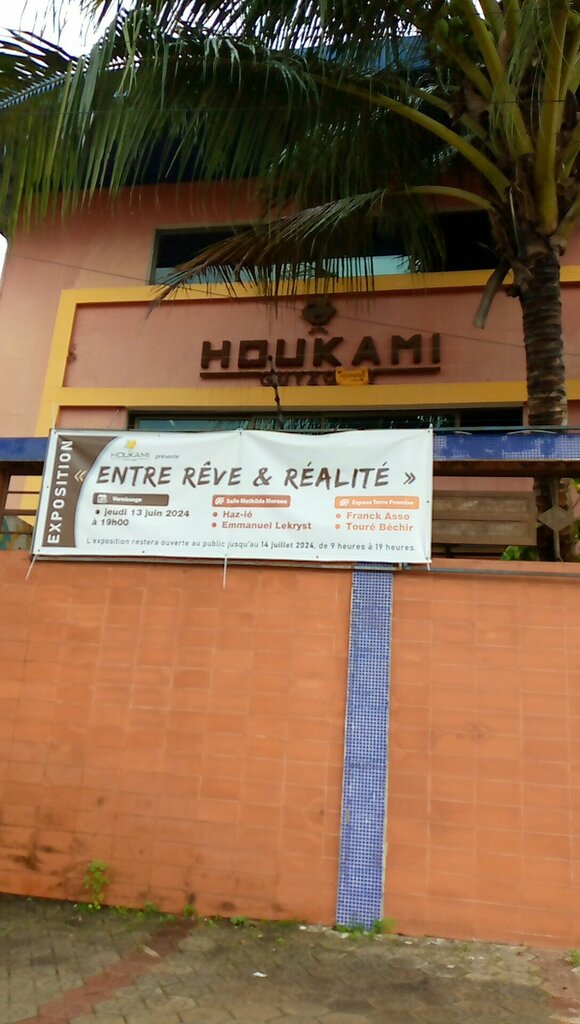 HOUKAMI
GUYZAGN
EXPOSITION
HOUKAMI présente
« ENTRE RÊVE & RÉALITÉ »
Vernissage
• jeudi 13 juin 2024
à 19h00
Salle Mathilde Moreau
• Haz-ié
• Emmanuel Lekryst
Espace Terre Promise
• Franck Asso
• Touré Béchir
L'exposition restera ouverte au public jusqu'au 14 juillet 2024, de 9 heures à 19 heures